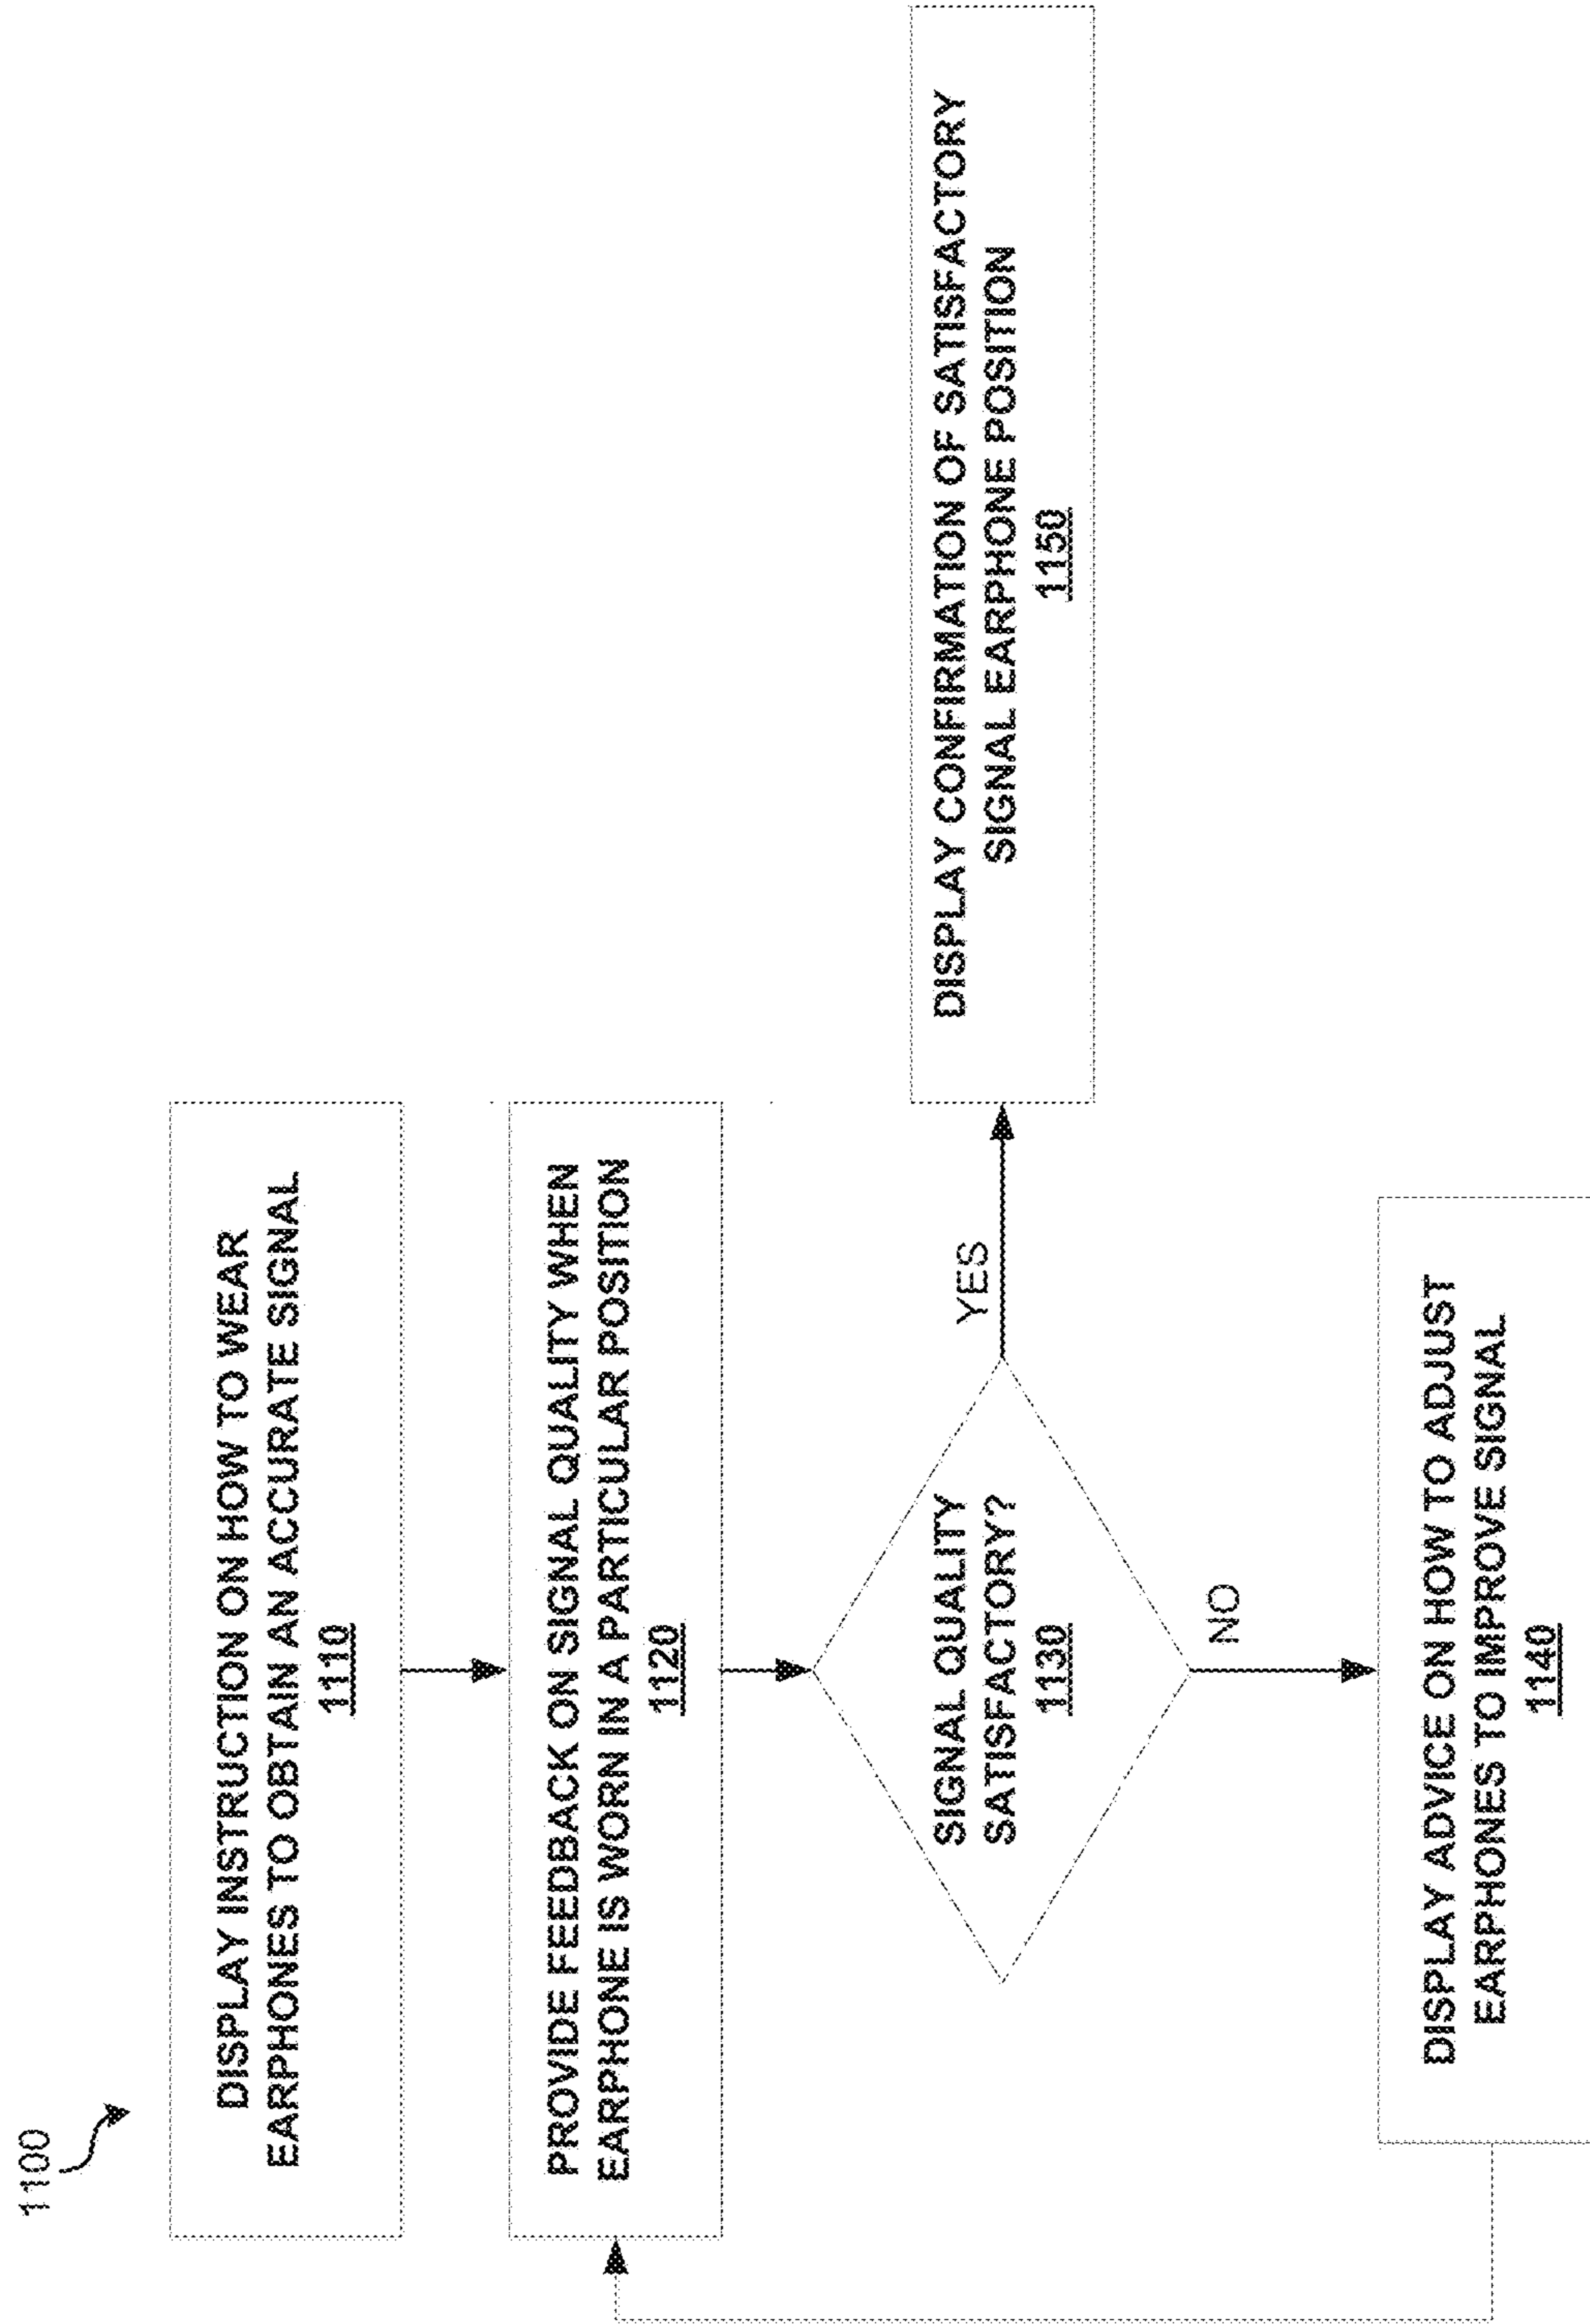 1100
DISPLAY INSTRUCTION ON HOW TO WEAR
EARPHONES TO OBTAIN AN ACCURATE SIGNAL
1110
PROVIDE FEEDBACK ON SIGNAL QUALITY WHEN
EARPHONE IS WORN IN A PARTICULAR POSITION
1120
SIGNAL QUALITY
SATISFACTORY?
1130
YES
DISPLAY CONFIRMATION OF SATISFACTORY
SIGNAL EARPHONE POSITION
1150
NO
DISPLAY ADVICE ON HOW TO ADJUST
EARPHONES TO IMPROVE SIGNAL
1140